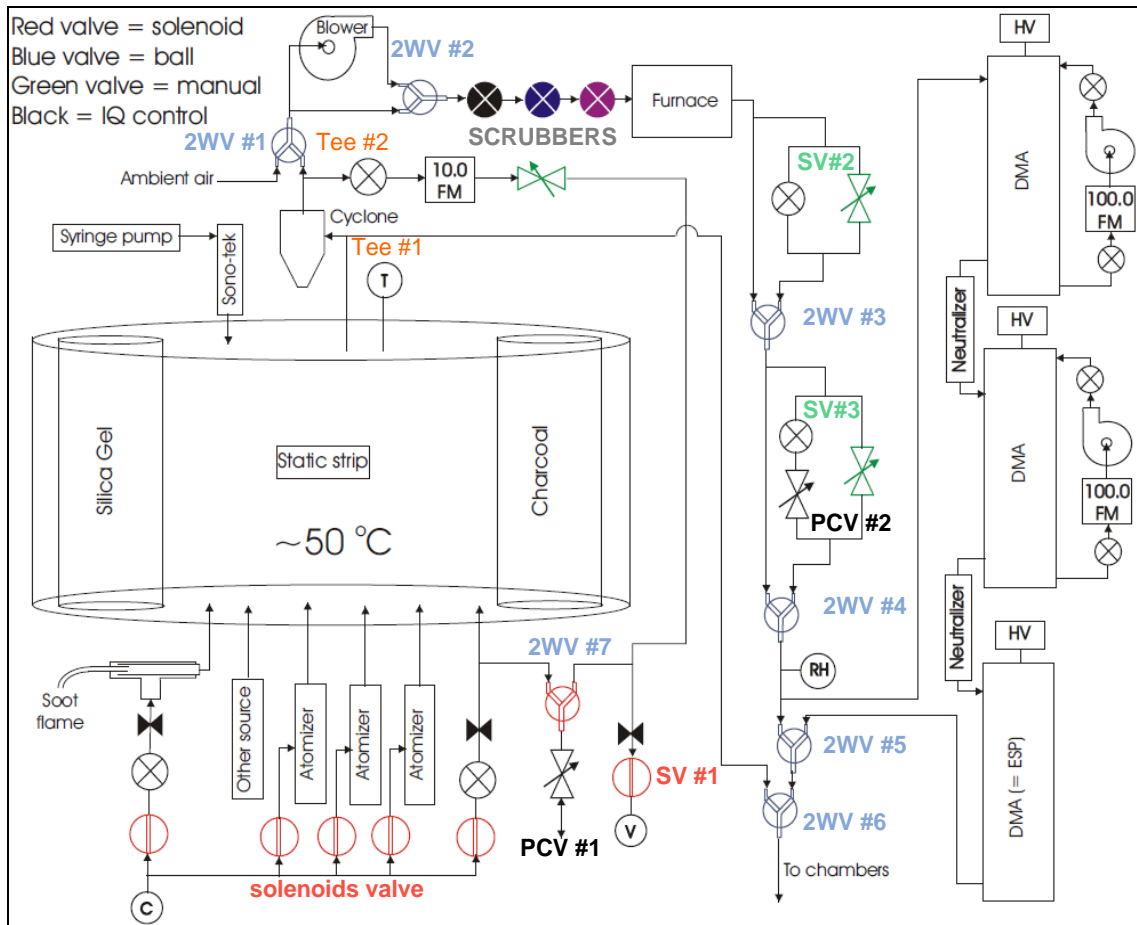 Red valve = solenoid
Blue valve = ball
Green valve = manual
Black = IQ control
Blower
2WV #2
2WV #1
Tee #2
SCRUBBERS
Furnace
Ambient air
10.0
FM
Cyclone
Tee #1
Syringe pump
Sono-tek
T
SV#2
2WV #3
HV
DMA
100.0
FM
Neutralizer
HV
DMA
100.0
FM
Neutralizer
HV
DMA (= ESP)
Silica Gel
Static strip
Charcoal
~50 °C
SV#3
PCV #2
2WV #4
RH
2WV #7
2WV #5
2WV #6
To chambers
Soot
flame
Other source
Atomizer
Atomizer
Atomizer
SV #1
V
PCV #1
solenoids valve
C